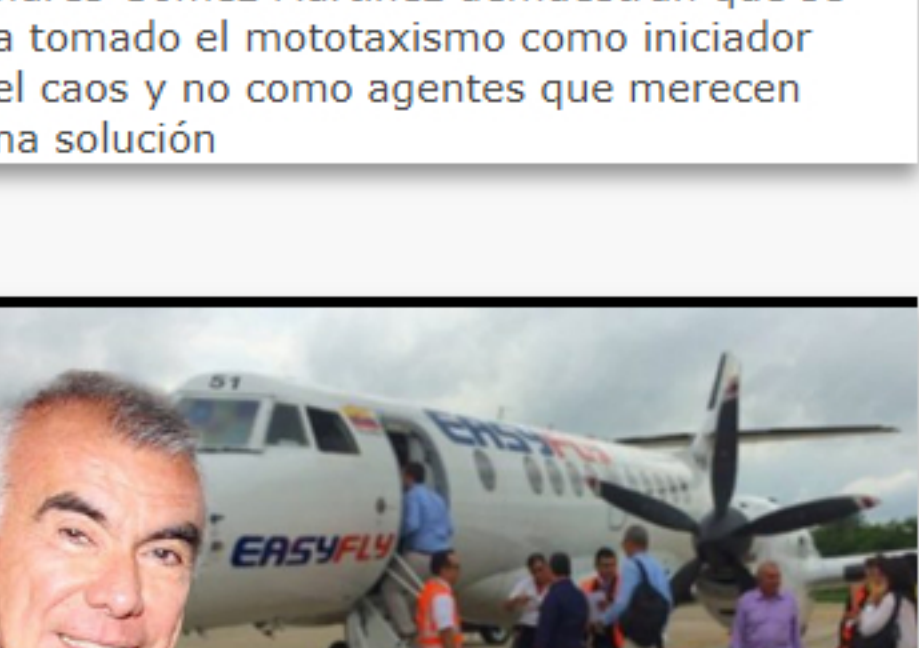 a tomado el mototaxismo como iniciador
el caos y no como agentes que merecen
na solución
51
EASYFLY
EASYFLY